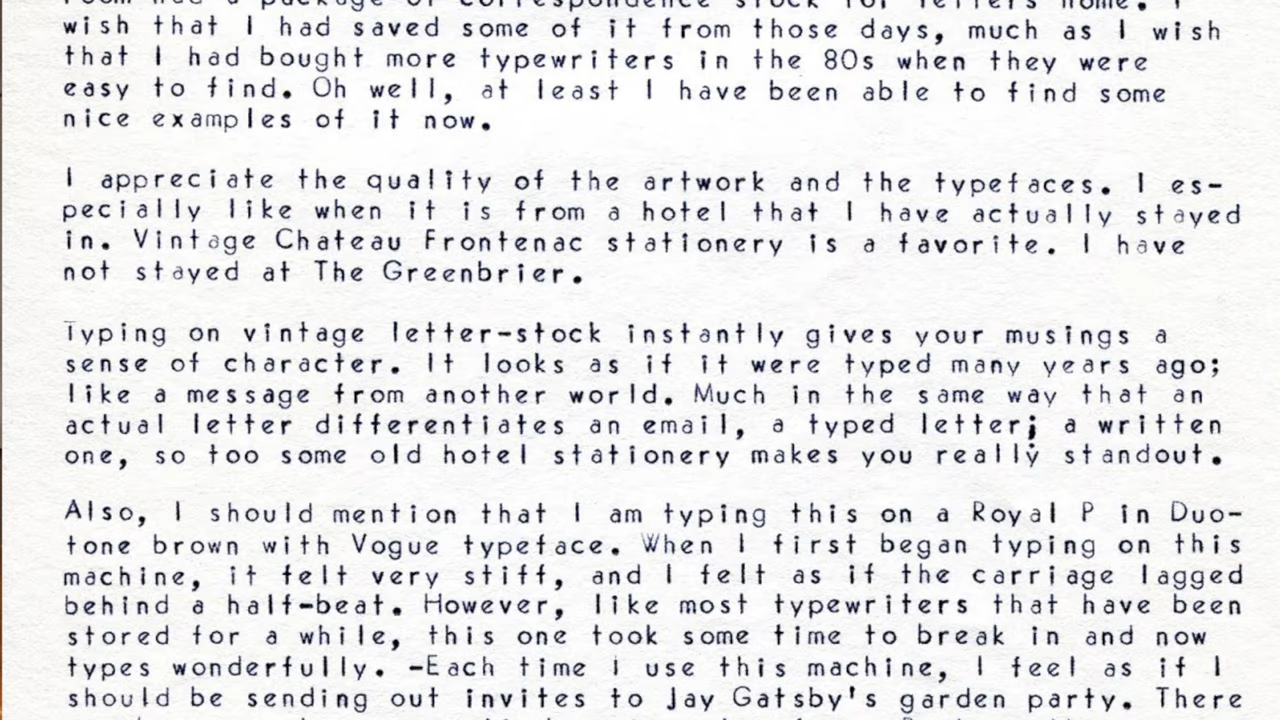 room had a package of correspondence stock for letters home. I
wish that I had saved some of it from those days, much as I wish
that I had bought more typewriters in the 80s when they were
easy to find. Oh well, at least I have been able to find some
nice examples of it now.
I appreciate the quality of the artwork and the typefaces. I es-
pecially like when it is from a hotel that I have actually stayed
in. Vintage Chateau Frontenac stationery is a favorite. I have
not stayed at The Greenbrier.
Typing on vintage letter-stock instantly gives your musings a
sense of character. It looks as if it were typed many years ago;
like a message from another world. Much in the same way that an
actual letter differentiates an email, a typed letter; a written
one, so too some old hotel stationery makes you really standout.
Also, I should mention that I am typing this on a Royal P in Duo-
tone brown with Vogue typeface. When I first began typing on this
machine, it felt very stiff, and I felt as if the carriage lagged
behind a half-beat. However, like most typewriters that have been
stored for a while, this one took some time to break in and now
types wonderfully. -Each time I use this machine, I feel as if I
should be sending out invites to Jay Gatsby's garden party. There